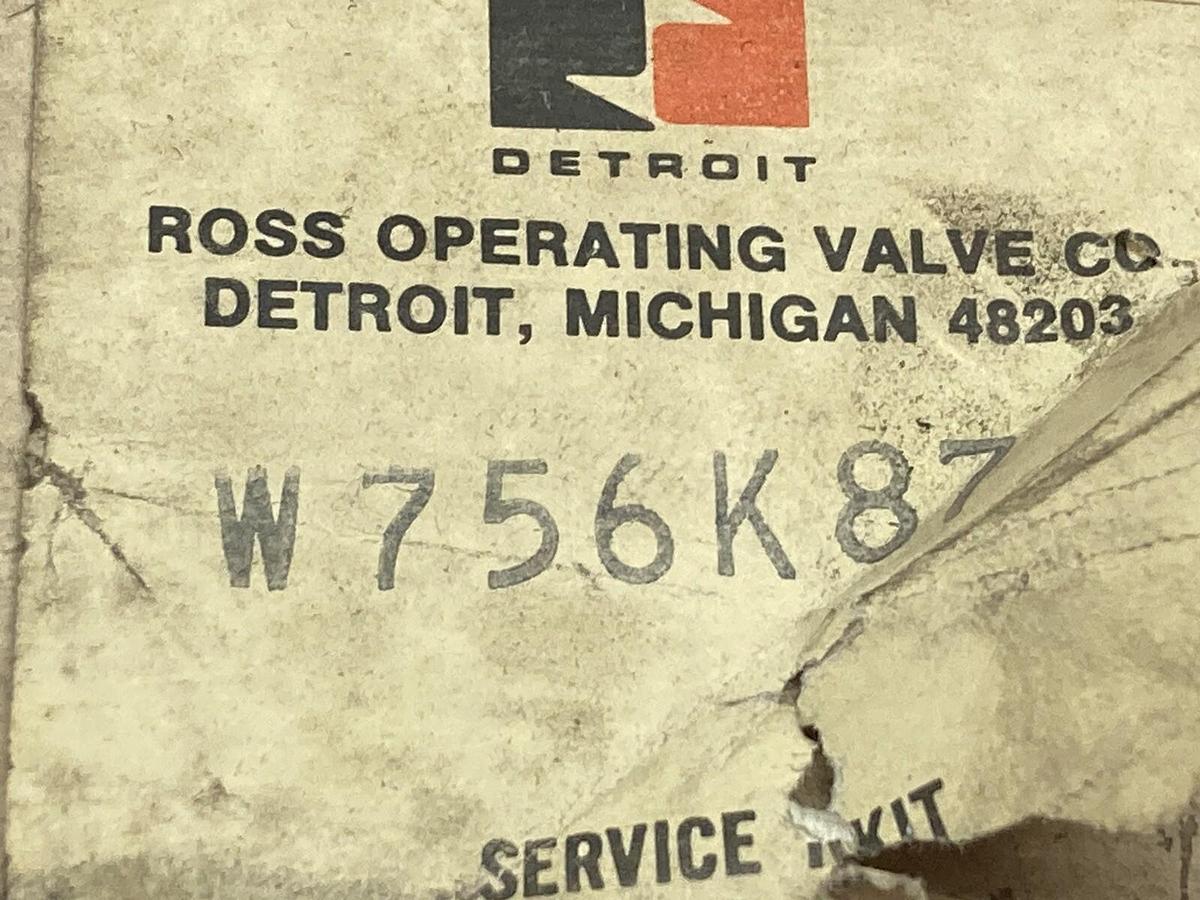 DETROIT
ROSS OPERATING VALVE CO.
DETROIT, MICHIGAN 48203
W756K87
SERVICE KIT